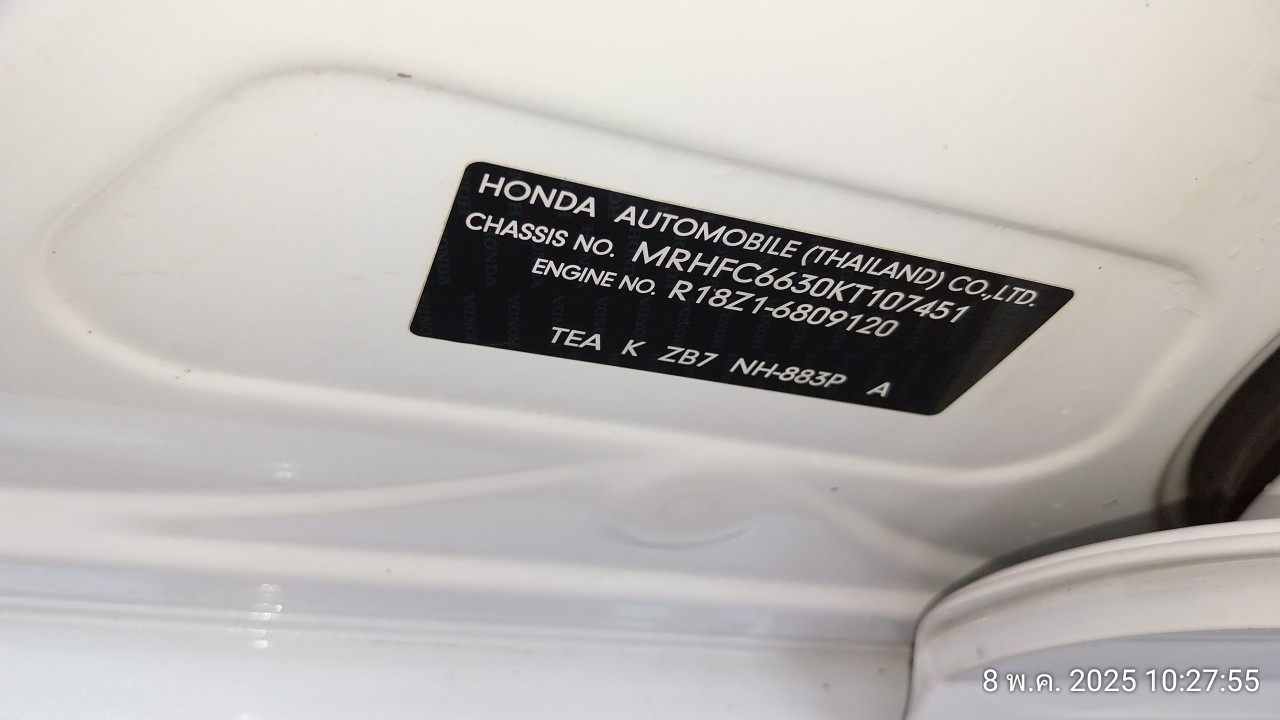 HONDA AUTOMOBILE (THAILAND) CO.,LTD.
CHASSIS NO. MRHFC6630KT107451
ENGINE NO. R18Z1-6809120
TEA K ZB7 NH-883P A
8 พ.ค. 2025 10:27:55